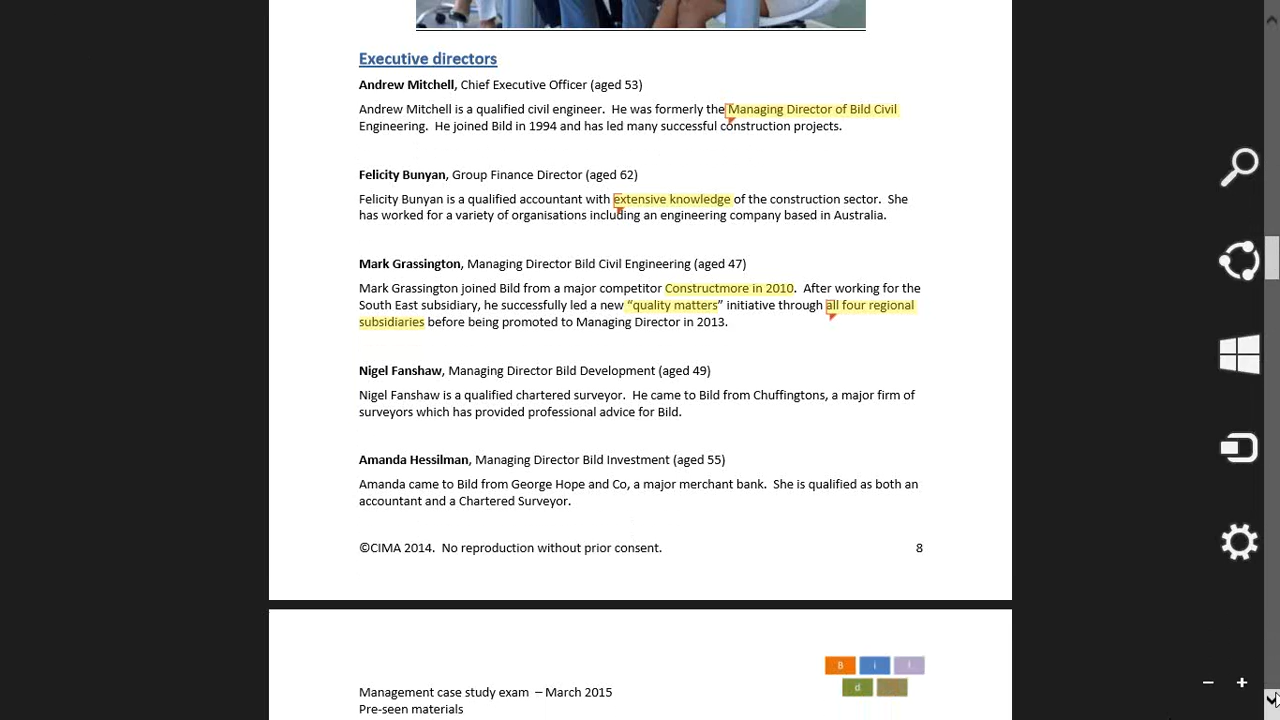 Executive directors
Andrew Mitchell, Chief Executive Officer (aged 53)
Andrew Mitchell is a qualified civil engineer. He was formerly the Managing Director of Bild Civil
Engineering. He joined Bild in 1994 and has led many successful construction projects.
Felicity Bunyan, Group Finance Director (aged 62)
Felicity Bunyan is a qualified accountant with extensive knowledge of the construction sector. She
has worked for a variety of organisations including an engineering company based in Australia.
Mark Grassington, Managing Director Bild Civil Engineering (aged 47)
Mark Grassington joined Bild from a major competitor Constructmore in 2010. After working for the
South East subsidiary, he successfully led a new “quality matters” initiative through all four regional
subsidiaries before being promoted to Managing Director in 2013.
Nigel Fanshaw, Managing Director Bild Development (aged 49)
Nigel Fanshaw is a qualified chartered surveyor. He came to Bild from Chuffingtons, a major firm of
surveyors which has provided professional advice for Bild.
Amanda Hessilman, Managing Director Bild Investment (aged 55)
Amanda came to Bild from George Hope and Co, a major merchant bank. She is qualified as both an
accountant and a Chartered Surveyor.
©CIMA 2014. No reproduction without prior consent. 8
B i l
d
Management case study exam – March 2015
Pre-seen materials